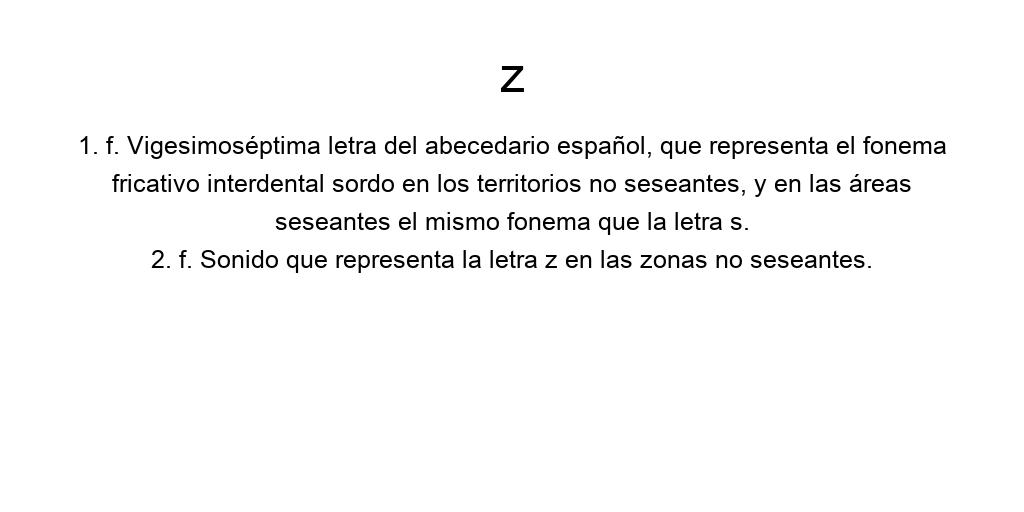 z
1. f. Vigesimoséptima letra del abecedario español, que representa el fonema
fricativo interdental sordo en los territorios no seseantes, y en las áreas
seseantes el mismo fonema que la letra s.
2. f. Sonido que representa la letra z en las zonas no seseantes.